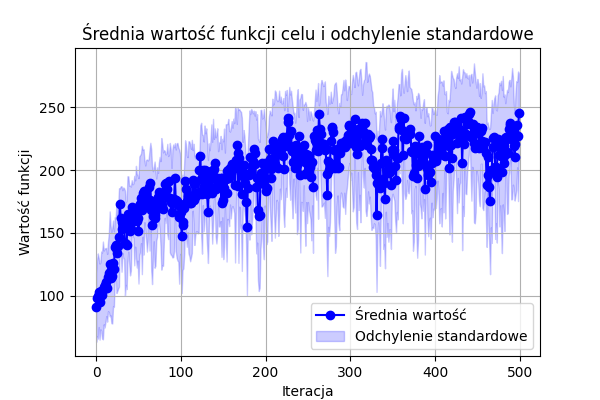 Średnia wartość funkcji celu i odchylenie standardowe
Wartość funkcji
250
200
150
100
Średnia wartość
Odchylenie standardowe
0 100 200 300 400 500
Iteracja